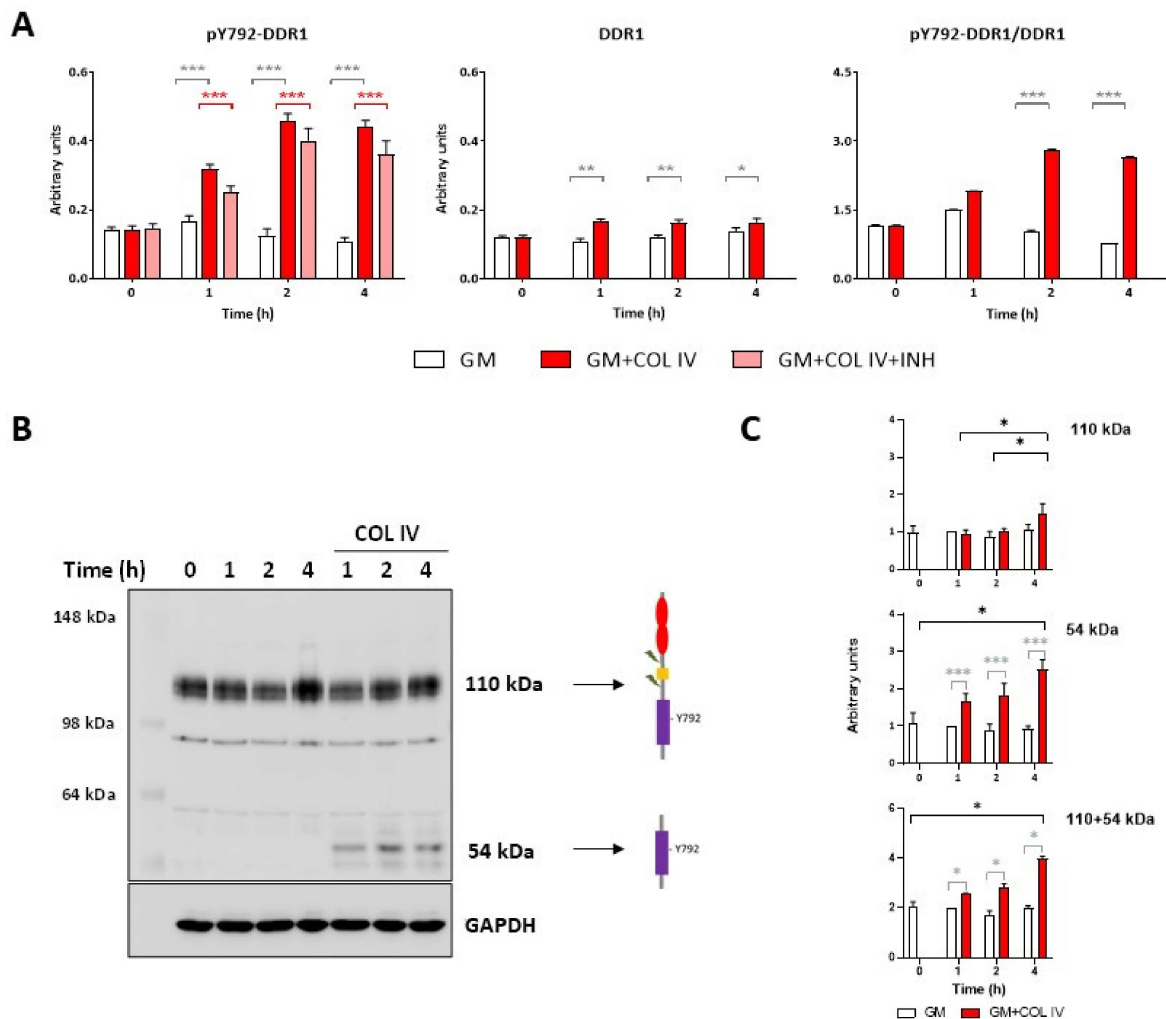 A
pY792-DDR1
DDR1
pY792-DDR1/DDR1
Arbitrary units
0.6
0.4
0.2
0.0
*** *** ***
*** *** ***
0 1 2 4
Time (h)
Arbitrary units
0.6
0.4
0.2
0.0
** ** *
0 1 2 4
Time (h)
Arbitrary units
4.5
3.0
1.5
0.0
*** ***
0 1 2 4
Time (h)
GM GM+COL IV GM+COL IV+INH
B
COL IV
Time (h) 0 1 2 4 1 2 4
148 kDa
98 kDa
64 kDa
110 kDa
Y792
54 kDa
Y792
GAPDH
C
110 kDa
4
3
2
1
0
*
*
0 1 2 4
54 kDa
Arbitrary units
4
3
2
1
0
*
*** *** ***
0 1 2 4
110+54 kDa
6
4
2
0
*
* * *
0 1 2 4
Time (h)
GM GM+COL IV